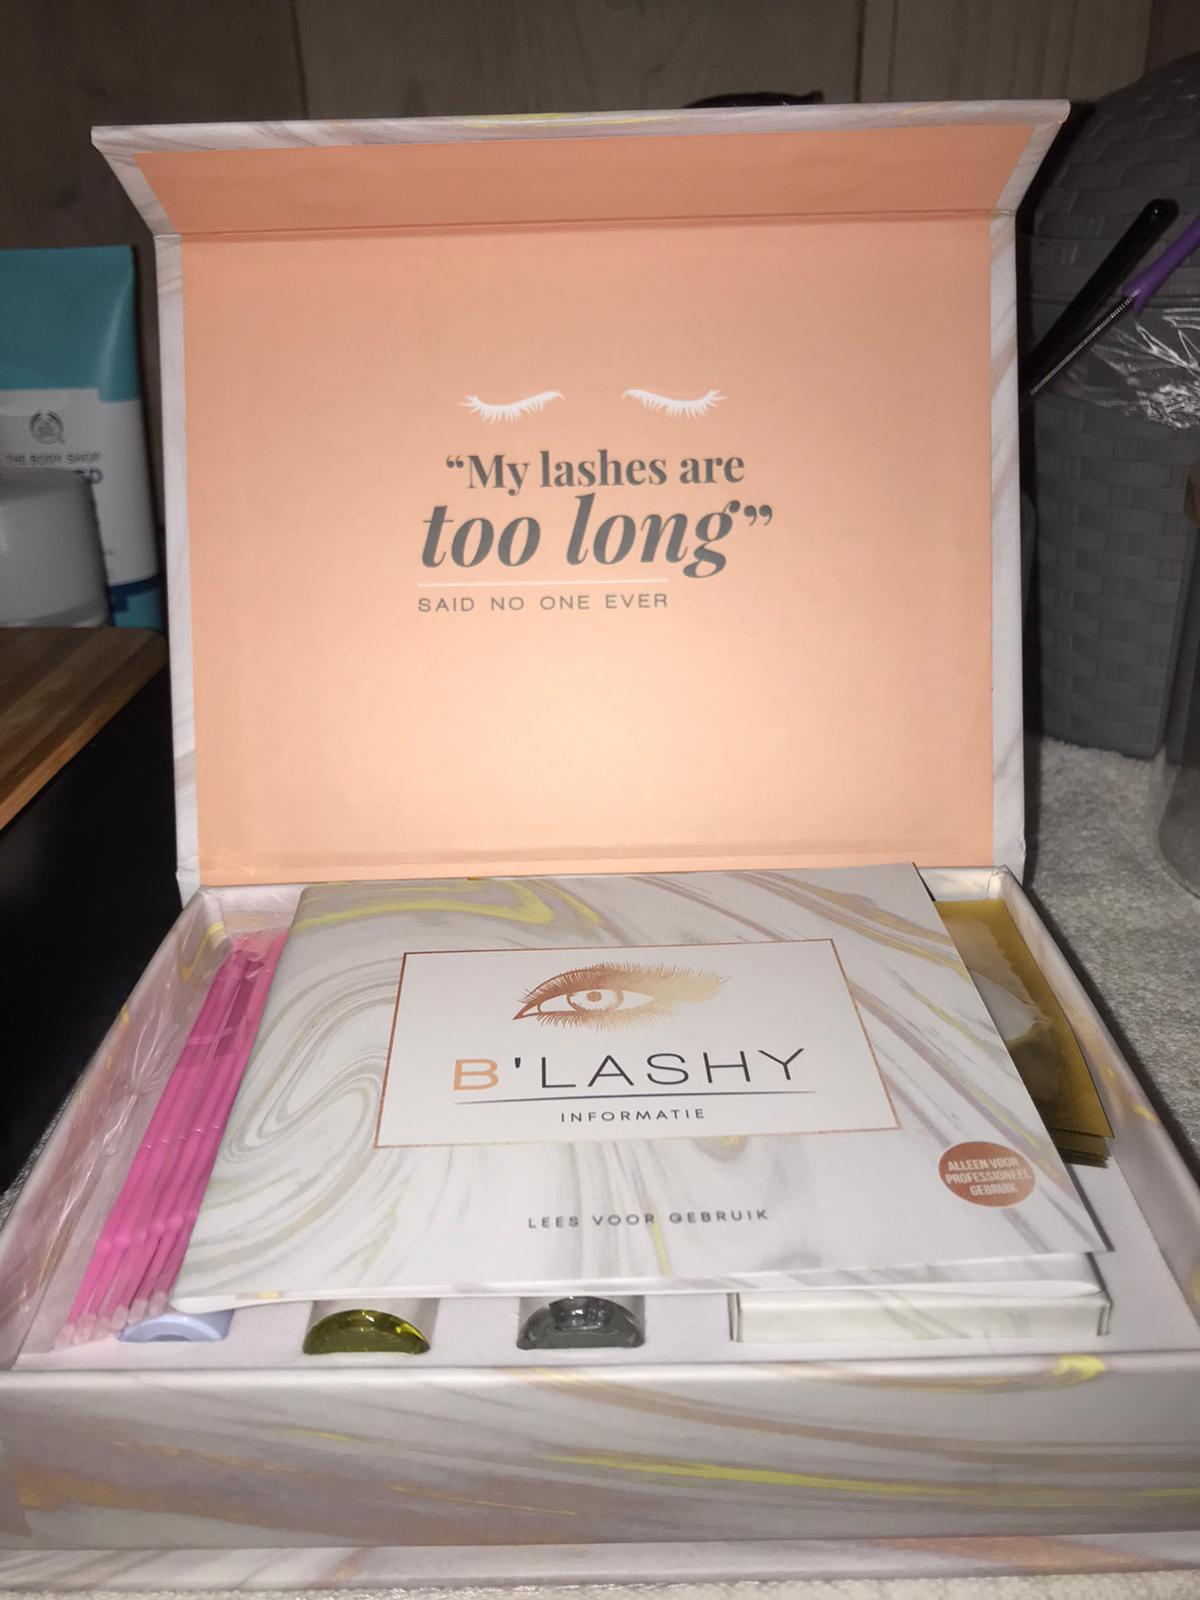 THE BODY SHOP
“My lashes are
too long”
SAID NO ONE EVER
B'LASHY
INFORMATIE
ALLEEN VOOR
PROFESSIONEEL
GEBRUIK
LEES VOOR GEBRUIK